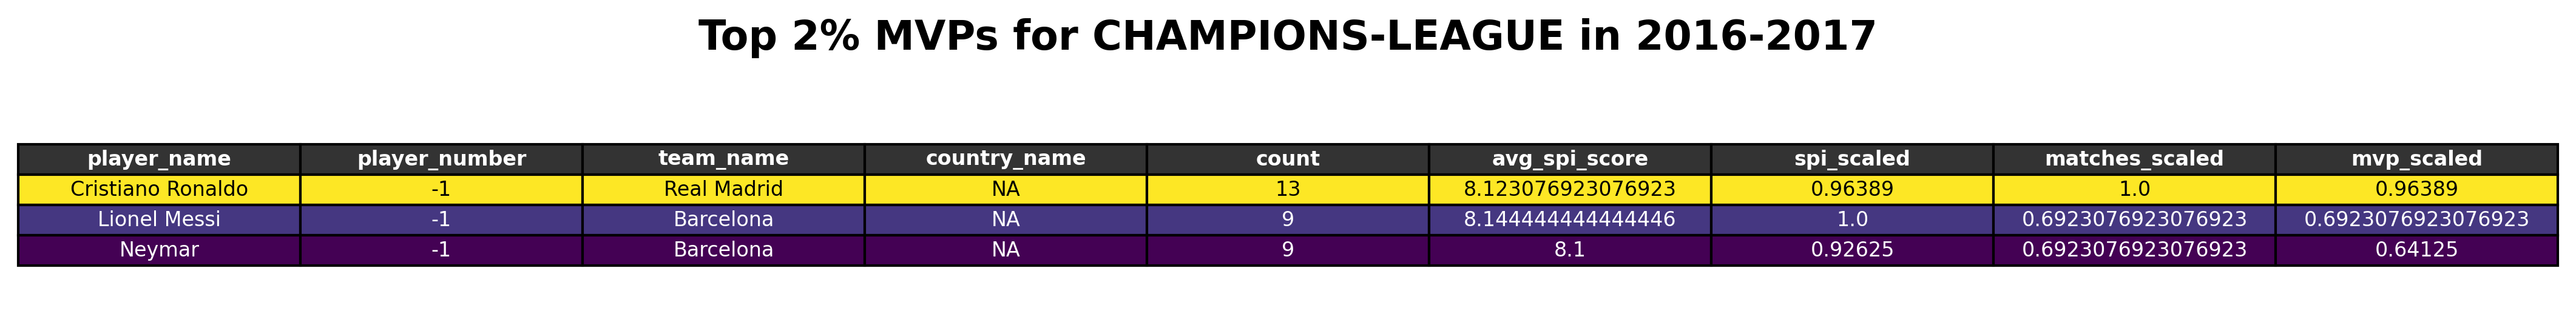 Top 2% MVPs for CHAMPIONS-LEAGUE in 2016-2017
player_name player_number team_name country_name count avg_spi_score spi_scaled matches_scaled mvp_scaled
Cristiano Ronaldo -1 Real Madrid NA 13 8.123076923076923 0.96389 1.0 0.96389
Lionel Messi -1 Barcelona NA 9 8.144444444444446 1.0 0.6923076923076923 0.6923076923076923
Neymar -1 Barcelona NA 9 8.1 0.92625 0.6923076923076923 0.64125